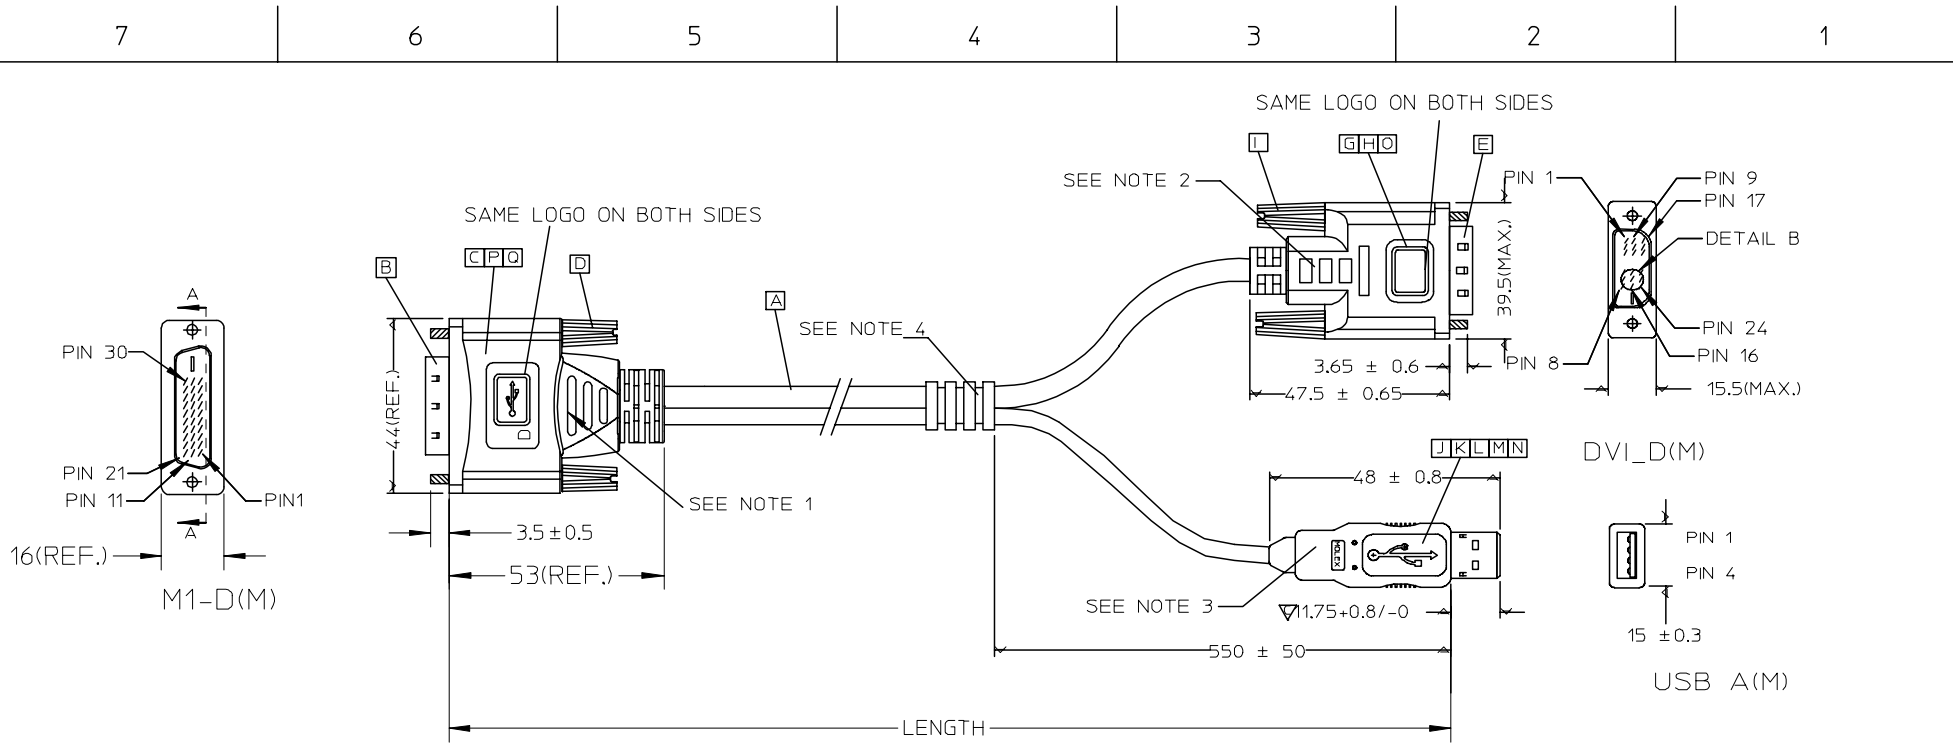 7 6 5 4 3 2 1
SAME LOGO ON BOTH SIDES
I
G H O
E
SEE NOTE 2
PIN 1
PIN 9
PIN 17
DETAIL B
PIN 24
PIN 16
PIN 8
39.5(MAX.)
3.65 ± 0.6
47.5 ± 0.65
15.5(MAX.)
DVI_D(M)
SAME LOGO ON BOTH SIDES
B
C P Q
D
A
SEE NOTE 4
A
PIN 30
PIN 21
PIN 11
PIN1
A
16(REF.)
M1-D(M)
44(REF.)
D
SEE NOTE 1
3.5±0.5
53(REF.)
J K L M N
48 ± 0.8
MOLEX
SEE NOTE 3
11.75+0.8/-0
PIN 1
PIN 4
15 ±0.3
USB A(M)
550 ± 50
LENGTH